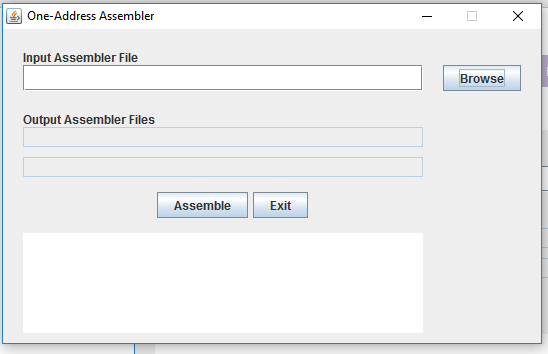 One-Address Assembler
Input Assembler File
Browse
Output Assembler Files
Assemble Exit